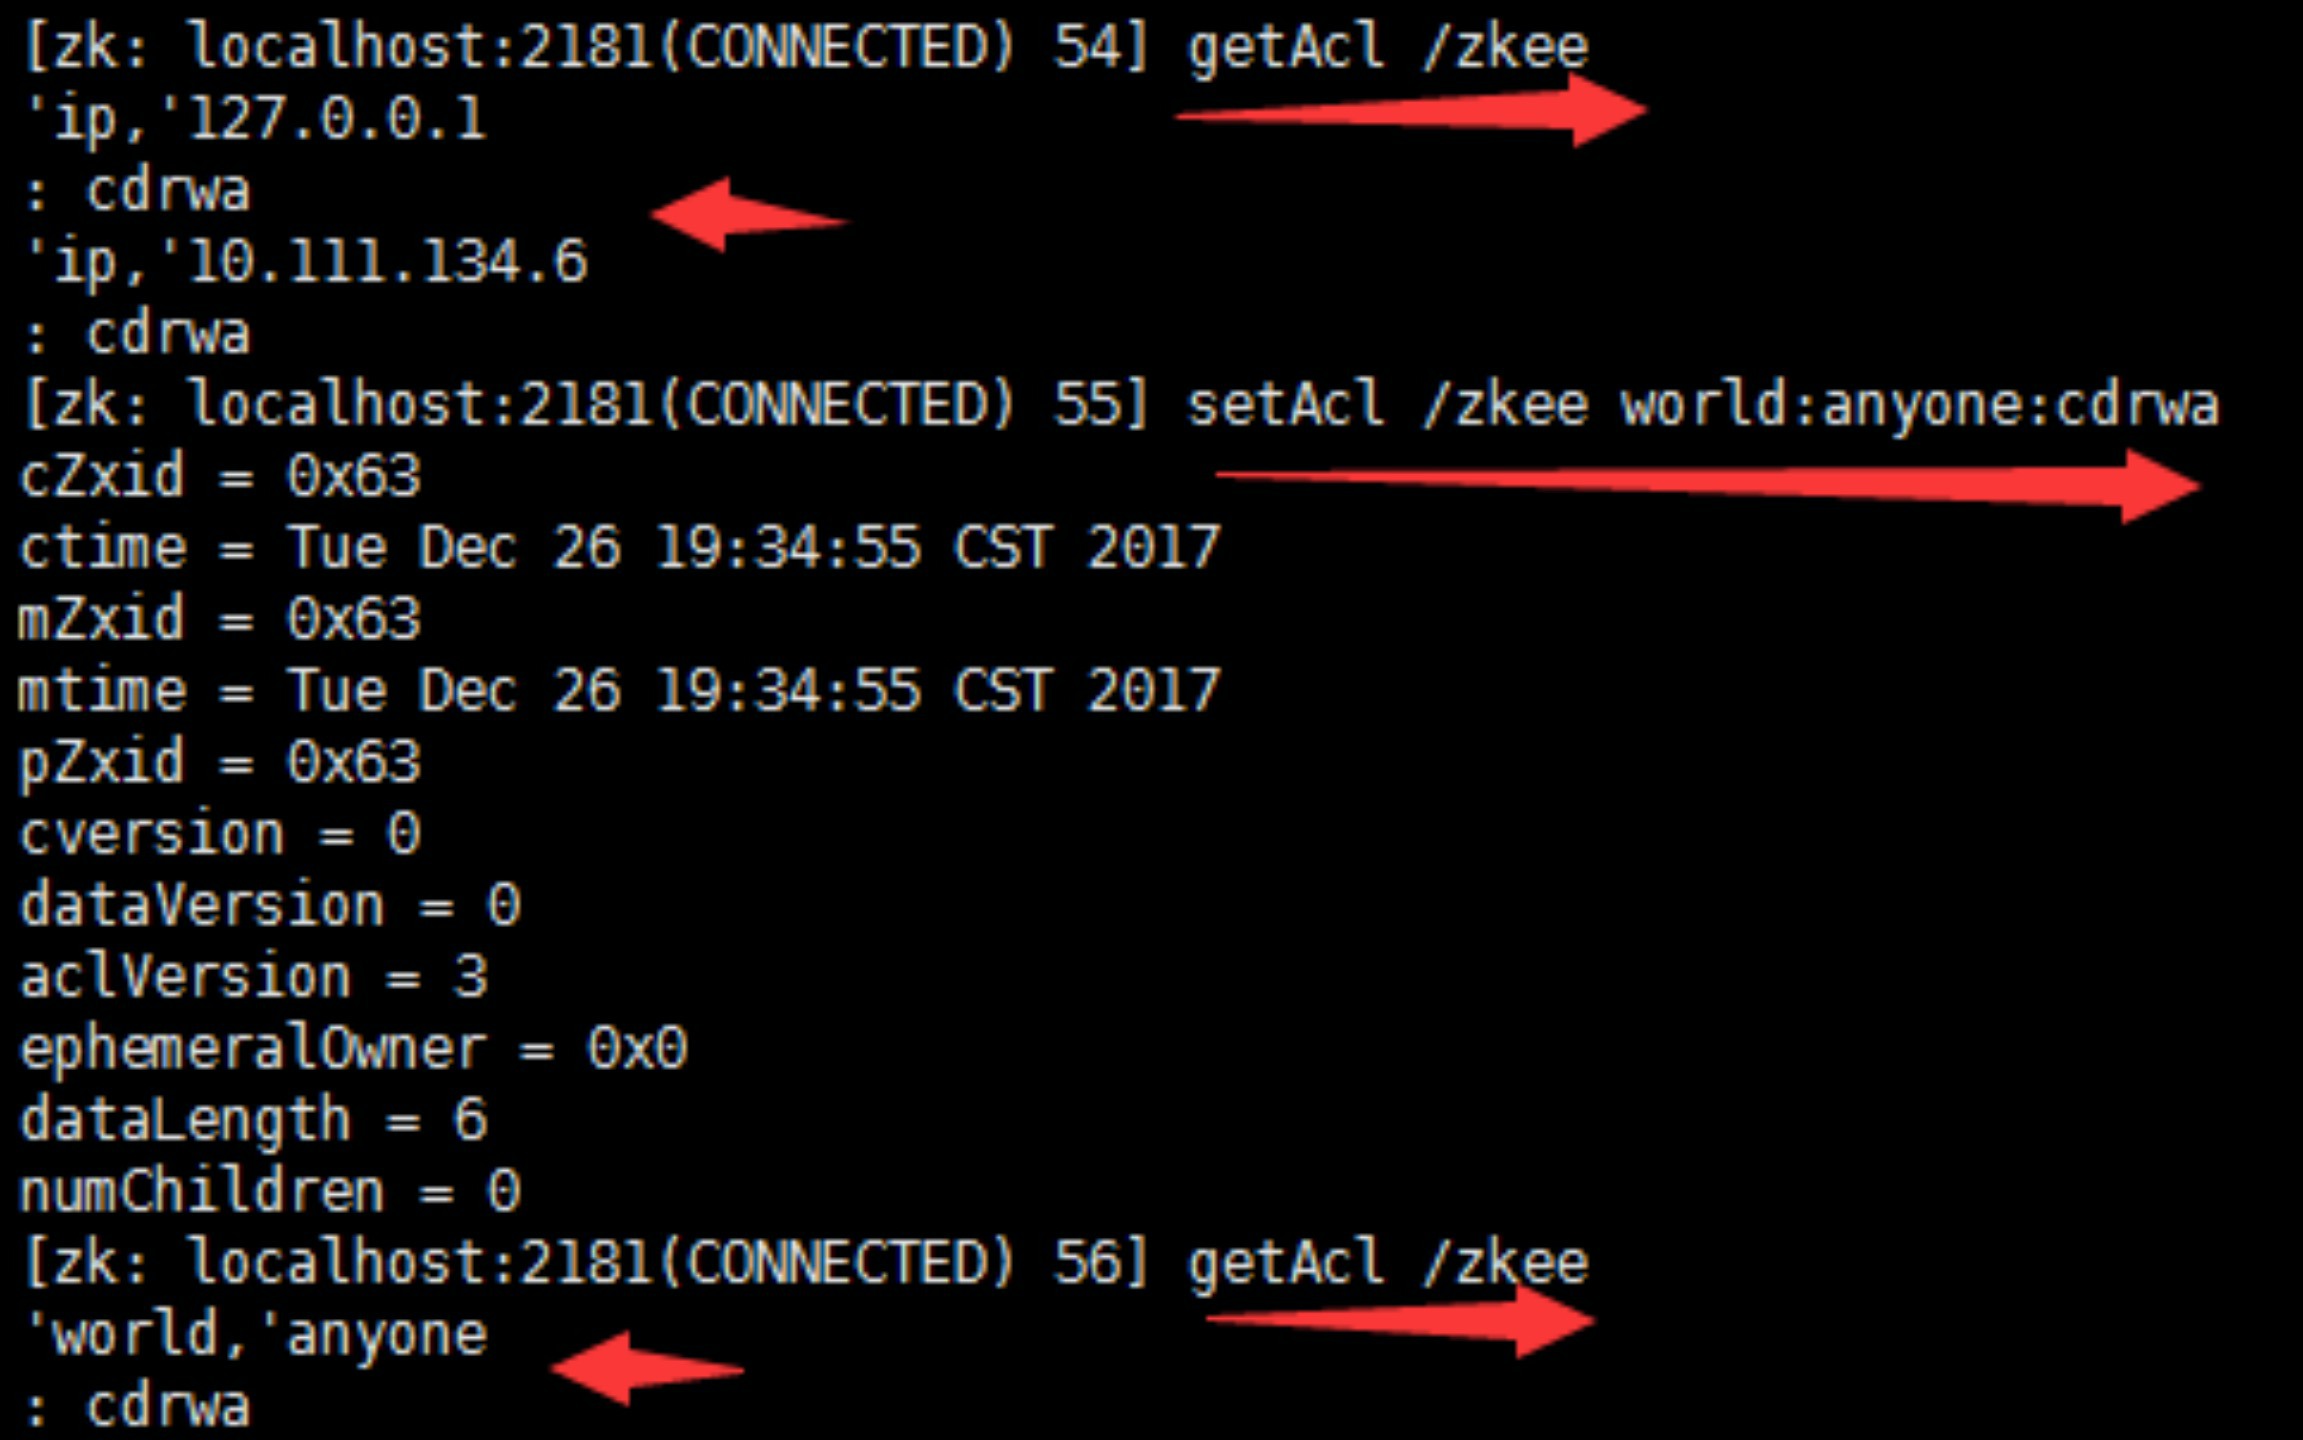 [zk: localhost:2181(CONNECTED) 54] getAcl /zkee
'ip,'127.0.0.1
: cdrwa
'ip,'10.111.134.6
: cdrwa
[zk: localhost:2181(CONNECTED) 55] setAcl /zkee world:anyone:cdrwa
cZxid = 0x63
ctime = Tue Dec 26 19:34:55 CST 2017
mZxid = 0x63
mtime = Tue Dec 26 19:34:55 CST 2017
pZxid = 0x63
cversion = 0
dataVersion = 0
aclVersion = 3
ephemeralOwner = 0x0
dataLength = 6
numChildren = 0
[zk: localhost:2181(CONNECTED) 56] getAcl /zkee
'world,'anyone
: cdrwa